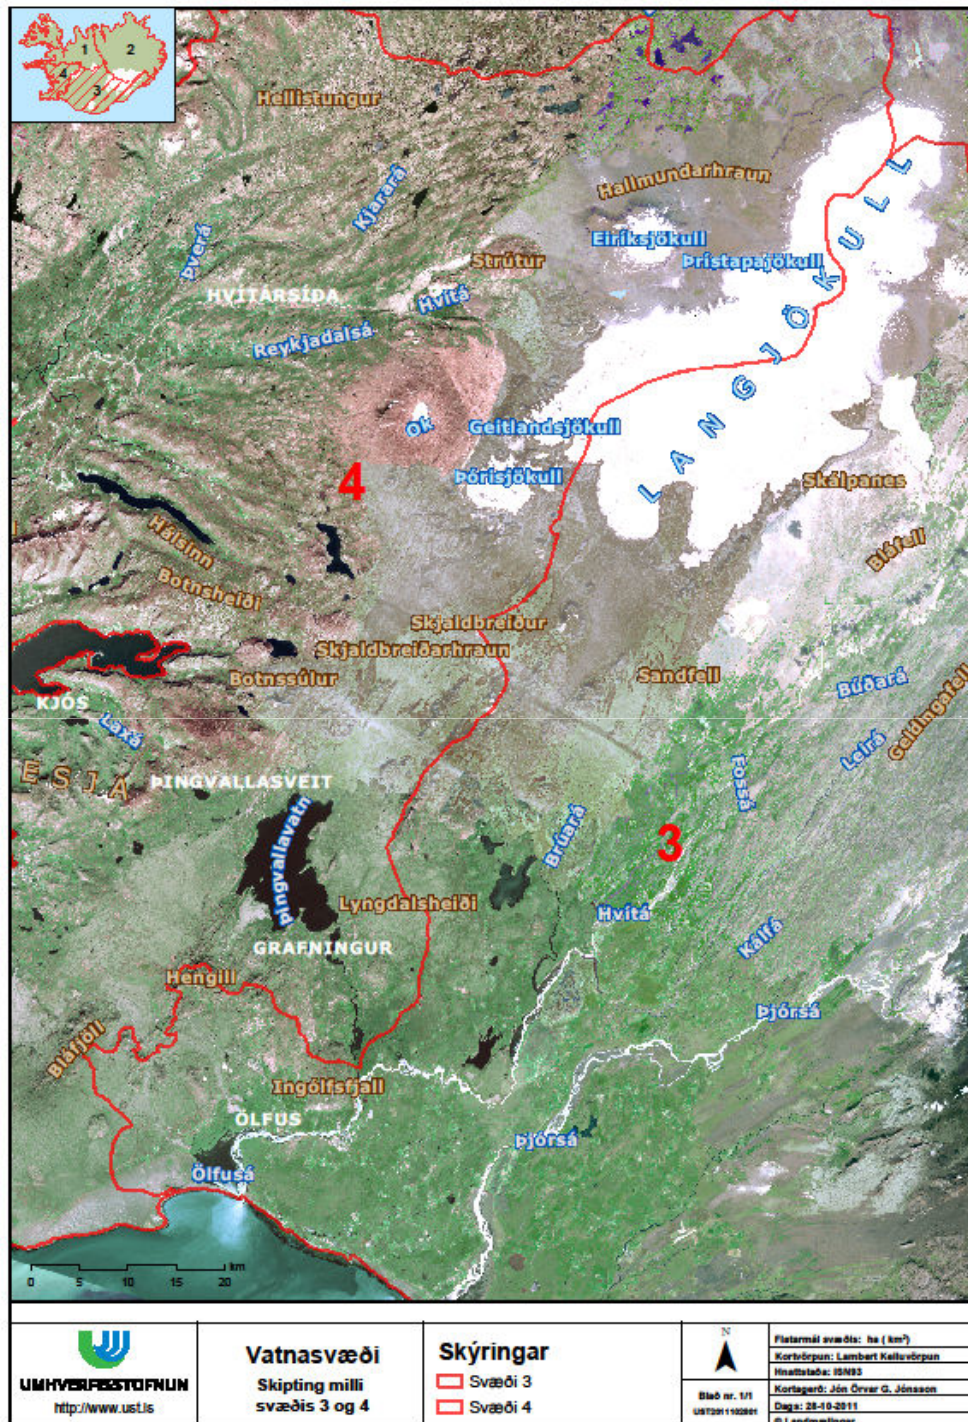 1
2
4
3
Hellistungur
Kjarará
Hallmundarhraun
Þverá
Eiríksjökull
Strútur
Þrístapajökull
LANGJÖKULL
HVÍTÁRSÍÐA
Hvítá
Reykjadalsá
Ok
Geitlandsjökull
Þórisjökull
4
Skálpanes
Hálsinn
Bláfell
Botnsheiði
Skjaldbreiður
Skjaldbreiðarhraun
Botnssúlur
Sandfell
Búðará
Geldingafell
KJÓS
Laxá
Leirá
ESJA
ÞINGVALLASVEIT
Fossá
Þingvallavatn
Brúará
3
Lyngdalsheiði
Hvítá
GRAFNINGUR
Kálfá
Hengill
Þjórsá
Bláfjöll
Ingólfsfjall
ÖLFUS
Þjórsá
Ölfusá
0 5 10 15 20 km
UMHVERFISSTOFNUN
http://www.ust.is
Vatnasvæði
Skipting milli
svæðis 3 og 4
Skýringar
Svæði 3
Svæði 4
N
Blað nr. 1/1
UST2011102801
Flatarmál svæðis: ha ( km²)
Kortvörpun: Lambert Keiluvörpun
Hnattstaða: ISN93
Kortagerð: Jón Örvar G. Jónsson
Dags: 28-10-2011
© Landmælingar